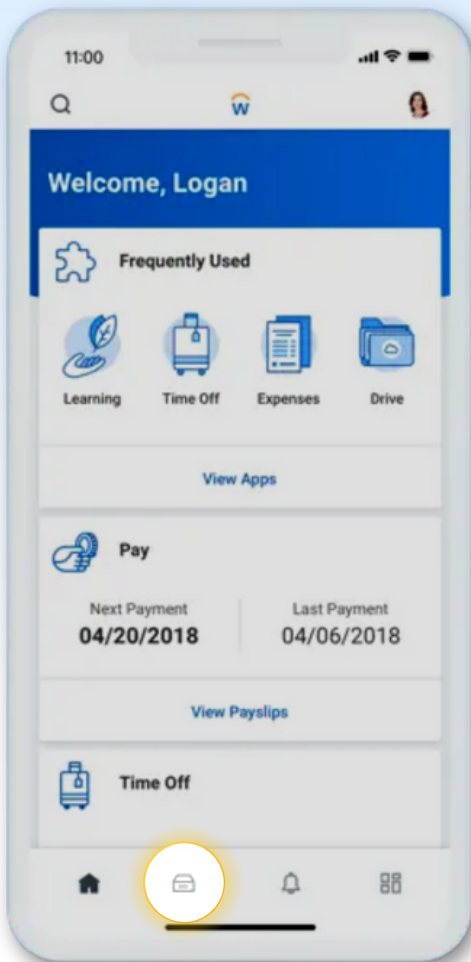 11:00
W
Welcome, Logan
Frequently Used
Learning Time Off Expenses Drive
View Apps
Pay
Next Payment Last Payment
04/20/2018 04/06/2018
View Payslips
Time Off